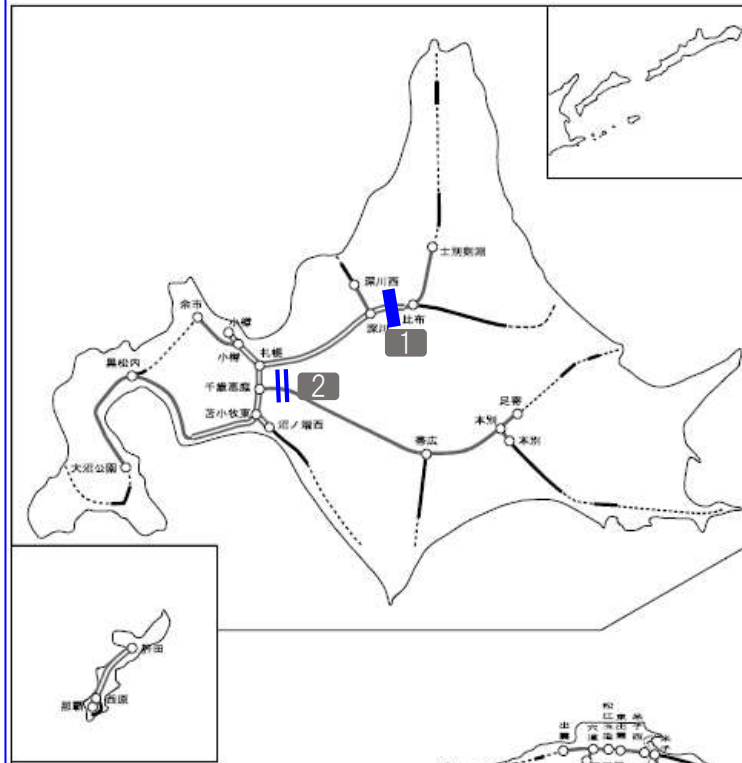 士別剣淵
深川西
余市
小樽
深川
比布
1
小樽
札幌
黒松内
千歳恵庭
2
足寄
苫小牧東
本別
沼ノ端西
本別
帯広
大沼公園
許田
西原
那覇
出雲